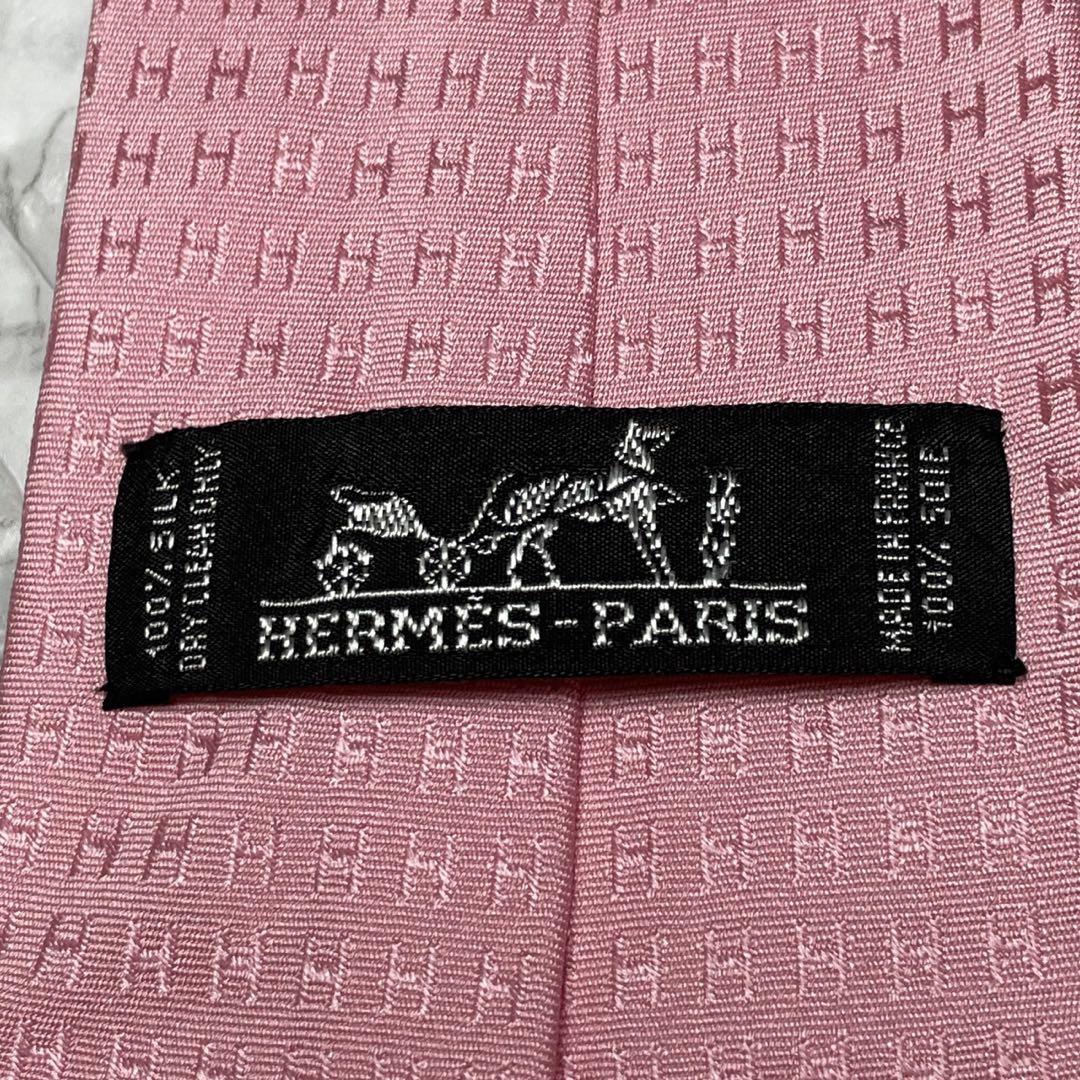 100% SILK
DRY CLEAN ONLY
HERMÈS-PARIS
MADE IN FRANCE
100% SOIE